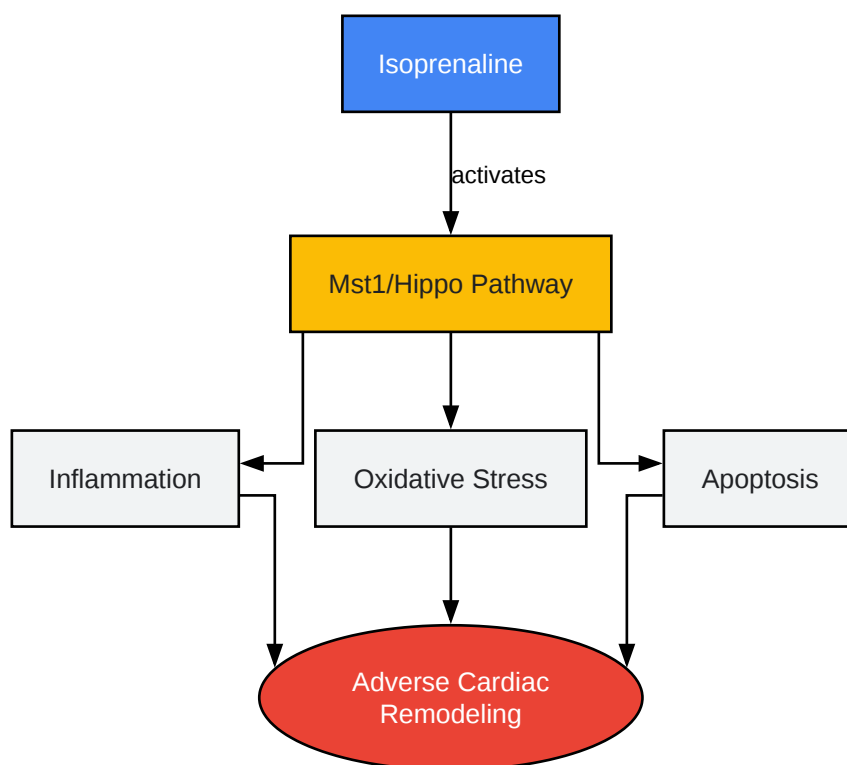 Isoprenaline
activates
Mst1/Hippo Pathway
Inflammation
Oxidative Stress
Apoptosis
Adverse Cardiac
Remodeling